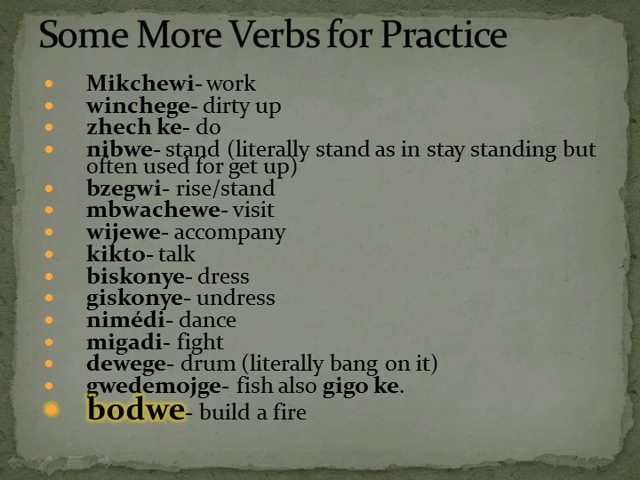 Some More Verbs for Practice
Mikchewi- work
winchege- dirty up
zhech ke- do
nibwe- stand (literally stand as in stay standing but
often used for get up)
bzegwi- rise/stand
mbwachewe- visit
wijewe- accompany
kikto- talk
biskonye- dress
giskonye- undress
nimédi- dance
migadi- fight
dewege- drum (literally bang on it)
gwedemojge- fish also gigo ke.
bodwe- build a fire